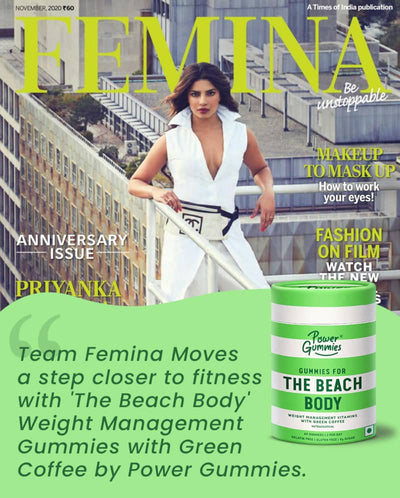 NOVEMBER, 2020 ₹60
A Times of India publication
FEMINA
Be
unstoppable
MAKEUP
TO MASK UP
How to work
your eyes!
ANNIVERSARY
ISSUE
FASHION
ON FILM
WATCH
THE NEW
PRIYANKA
“
Team Femina Moves
a step closer to fitness
with 'The Beach Body'
Weight Management
Gummies with Green
Coffee by Power Gummies.
Power
Gummies
GUMMIES FOR
THE BEACH
BODY
WEIGHT MANAGEMENT VITAMINS
WITH GREEN COFFEE
NUTRACEUTICAL